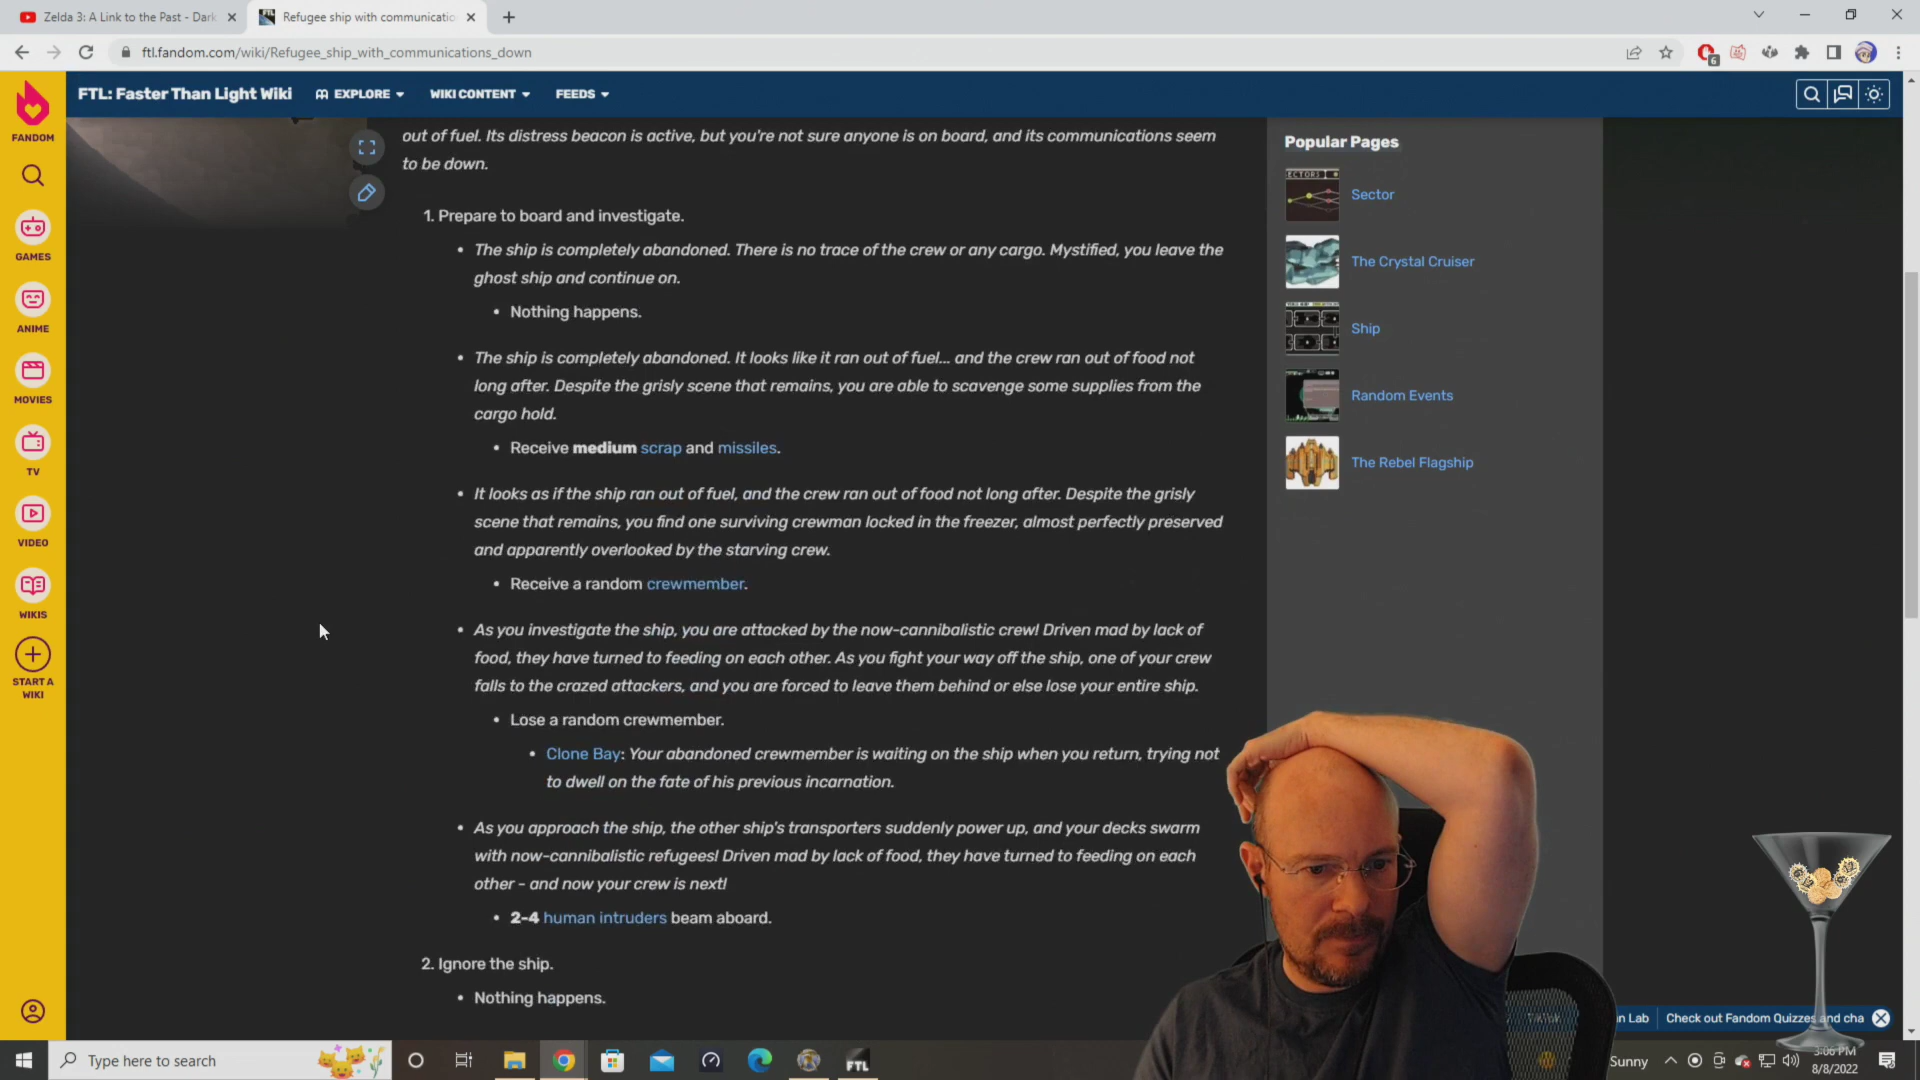 Zelda 3: A Link to the Past - Dark
Refugee ship with communicatio
ftl.fandom.com/wiki/Refugee_ship_with_communications_down
6
FANDOM
GAMES
ANIME
MOVIES
TV
VIDEO
WIKIS
START A
WIKI
FTL: Faster Than Light Wiki
EXPLORE
WIKI CONTENT
FEEDS
out of fuel. Its distress beacon is active, but you're not sure anyone is on board, and its communications seem
to be down.
1. Prepare to board and investigate.
• The ship is completely abandoned. There is no trace of the crew or any cargo. Mystified, you leave the
ghost ship and continue on.
• Nothing happens.
• The ship is completely abandoned. It looks like it ran out of fuel... and the crew ran out of food not
long after. Despite the grisly scene that remains, you are able to scavenge some supplies from the
cargo hold.
• Receive medium scrap and missiles.
• It looks as if the ship ran out of fuel, and the crew ran out of food not long after. Despite the grisly
scene that remains, you find one surviving crewman locked in the freezer, almost perfectly preserved
and apparently overlooked by the starving crew.
• Receive a random crewmember.
• As you investigate the ship, you are attacked by the now-cannibalistic crew! Driven mad by lack of
food, they have turned to feeding on each other. As you fight your way off the ship, one of your crew
falls to the crazed attackers, and you are forced to leave them behind or else lose your entire ship.
• Lose a random crewmember.
• Clone Bay: Your abandoned crewmember is waiting on the ship when you return, trying not
to dwell on the fate of his previous incarnation.
• As you approach the ship, the other ship's transporters suddenly power up, and your decks swarm
with now-cannibalistic refugees! Driven mad by lack of food, they have turned to feeding on each
other - and now your crew is next!
• 2-4 human intruders beam aboard.
2. Ignore the ship.
• Nothing happens.
Popular Pages
ECTORS
Sector
The Crystal Cruiser
Ship
Random Events
The Rebel Flagship
n Lab
Check out Fandom Quizzes and cha
Type here to search
FTL
Sunny
3:06 PM
8/8/2022